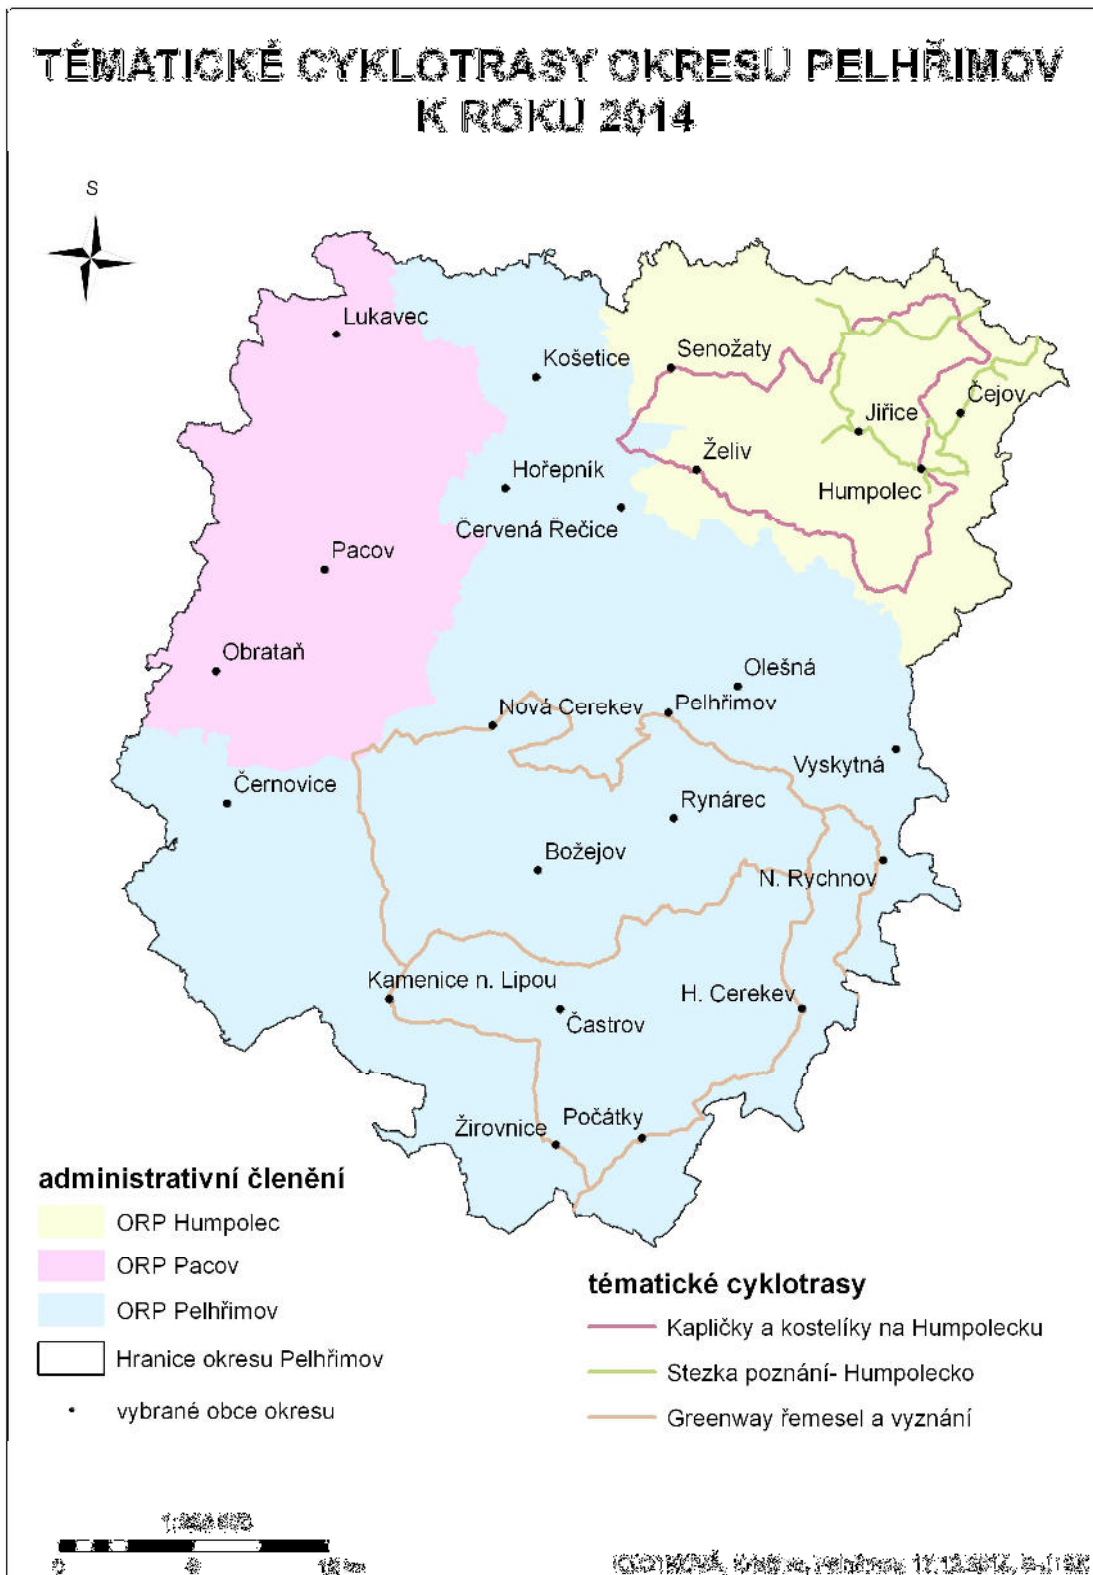 TÉMATICKÉ CYKLOTRASY OKRESU PELHŘIMOV
K ROKU 2014
S
Lukavec
Košetice
Senožaty
Čejov
Jiřice
Želiv
Hořepník
Humpolec
Červená Řečice
Pacov
Obrataň
Olešná
Nová Cerekev
Pelhřimov
Vyskytná
Černovice
Rynárec
Božejov
N. Rychnov
Kamenice n. Lipou
H. Cerekev
Častrov
Počátky
Žirovnice
administrativní členění
ORP Humpolec
ORP Pacov
ORP Pelhřimov
Hranice okresu Pelhřimov
vybrané obce okresu
tématické cyklotrasy
Kapličky a kostelíky na Humpolecku
Stezka poznání- Humpolecko
Greenway řemesel a vyznání
0